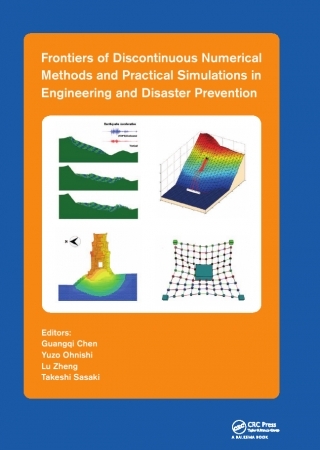 Frontiers of Discontinuous Numerical
Methods and Practical Simulations in
Engineering and Disaster Prevention
Editors:
Guangqi Chen
Yuzo Ohnishi
Lu Zheng
Takeshi Sasaki
CRC Press
Taylor & Francis Group
A BALKEMA BOOK